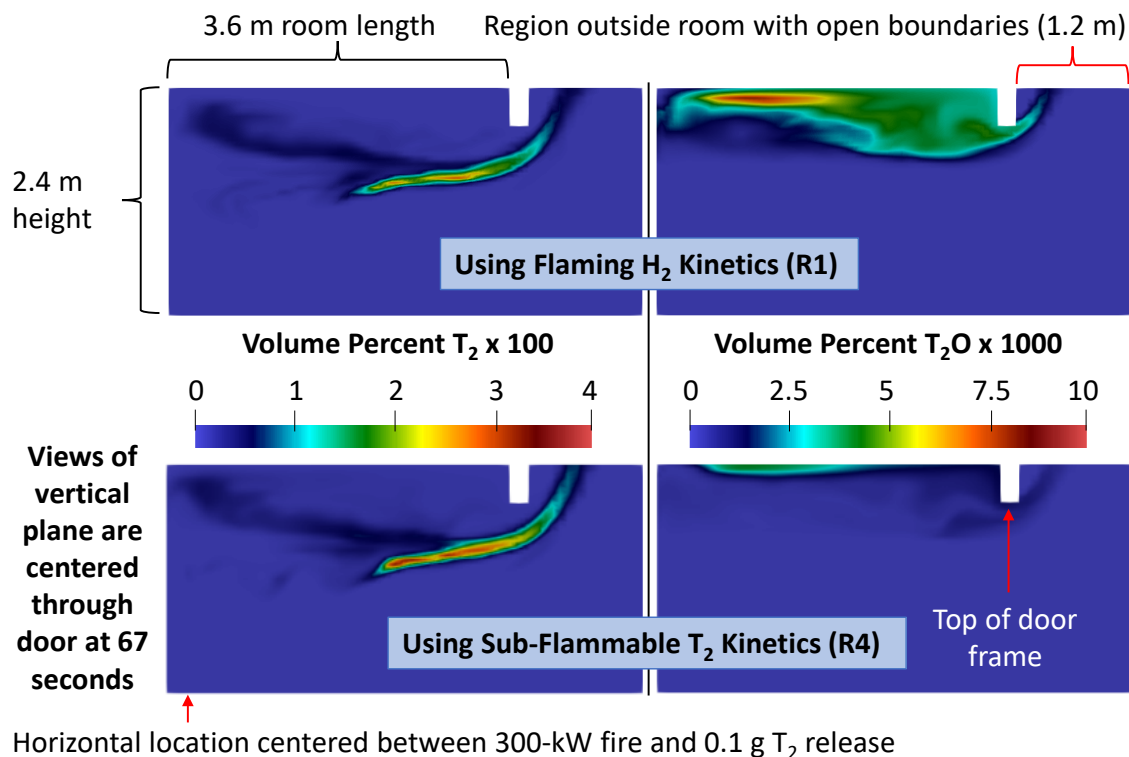 3.6 m room length
Region outside room with open boundaries (1.2 m)
2.4 m
height
Using Flaming H₂ Kinetics (R1)
Volume Percent T₂ x 100
Volume Percent T₂O x 1000
0 1 2 3 4
0 2.5 5 7.5 10
Views of
vertical
plane are
centered
through
door at 67
seconds
Top of door
frame
Using Sub-Flammable T₂ Kinetics (R4)
Horizontal location centered between 300-kW fire and 0.1 g T₂ release